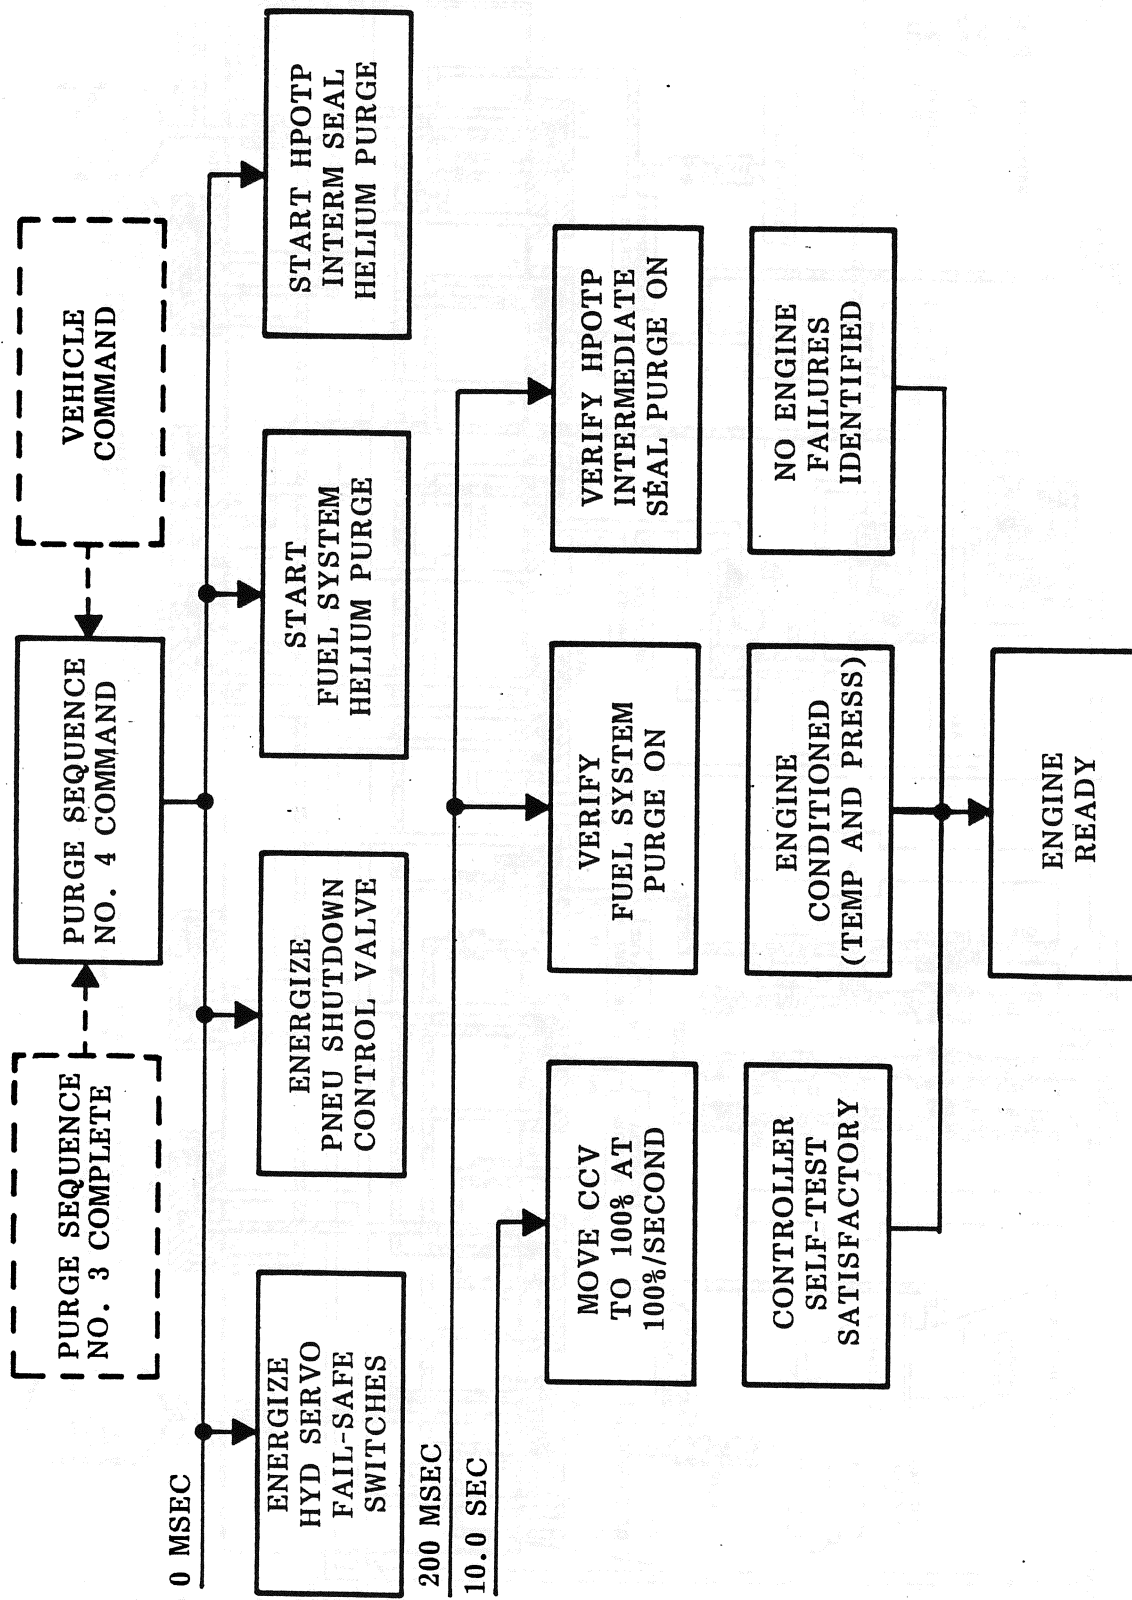 PURGE SEQUENCE
NO. 3 COMPLETE
PURGE SEQUENCE
NO. 4 COMMAND
VEHICLE
COMMAND
0 MSEC
ENERGIZE
HYD SERVO
FAIL-SAFE
SWITCHES
ENERGIZE
PNEU SHUTDOWN
CONTROL VALVE
START
FUEL SYSTEM
HELIUM PURGE
START HPOTP
INTERM SEAL
HELIUM PURGE
200 MSEC
10.0 SEC
MOVE CCV
TO 100% AT
100%/SECOND
VERIFY
FUEL SYSTEM
PURGE ON
VERIFY HPOTP
INTERMEDIATE
SEAL PURGE ON
CONTROLLER
SELF-TEST
SATISFACTORY
ENGINE
CONDITIONED
(TEMP AND PRESS)
NO ENGINE
FAILURES
IDENTIFIED
ENGINE
READY